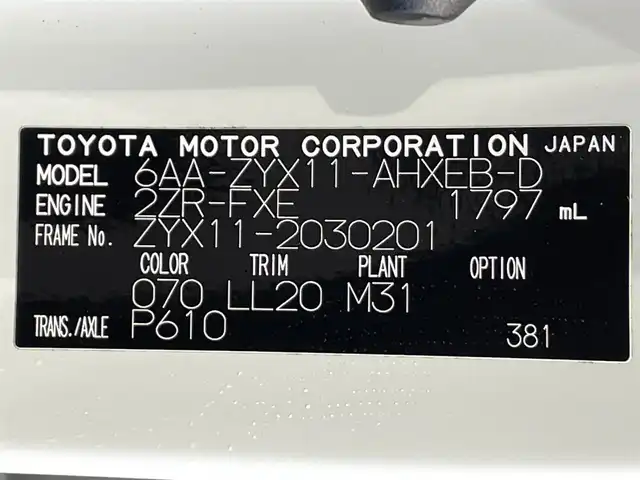 TOYOTA MOTOR CORPORATION JAPAN
MODEL 6AA-ZYX11-AHXEB-D
ENGINE 2ZR-FXE 1797 mL
FRAME No. ZYX11-2030201
COLOR TRIM PLANT OPTION
070 LL20 M31
TRANS./AXLE P610 381